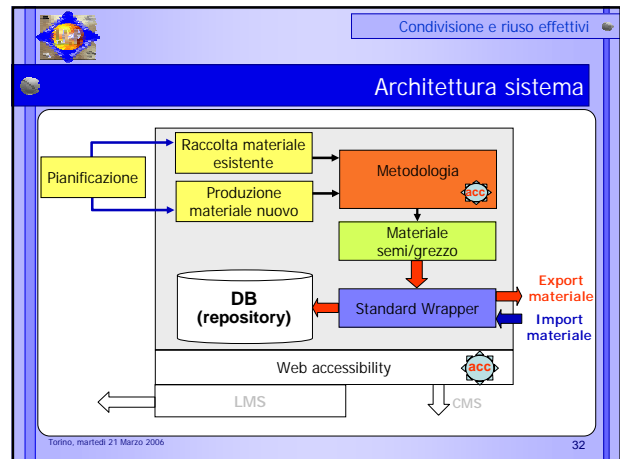 Condivisione e riuso effettivi
Architettura sistema
Pianificazione
Raccolta materiale
esistente
Produzione
materiale nuovo
Metodologia
acc
Materiale
semi/grezzo
DB
(repository)
Standard Wrapper
Export
materiale
Import
materiale
Web accessibility
acc
LMS
CMS
Torino, martedì 21 Marzo 2006
32